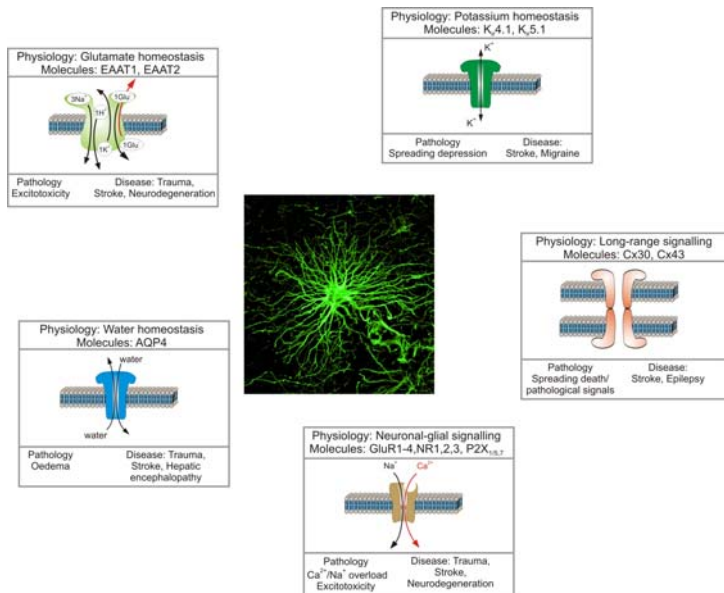 Physiology: Glutamate homeostasis
Molecules: EAAT1, EAAT2
3Na⁺
1H⁺
1Glu⁻
1K⁺
1Glu⁻
Pathology
Excitotoxicity
Disease: Trauma,
Stroke, Neurodegeneration
Physiology: Potassium homeostasis
Molecules: Kᵢᵣ4.1, Kᵢᵣ5.1
K⁺
K⁺
Pathology
Spreading depression
Disease:
Stroke, Migraine
Physiology: Long-range signalling
Molecules: Cx30, Cx43
Pathology
Spreading death/
pathological signals
Disease:
Stroke, Epilepsy
Physiology: Water homeostasis
Molecules: AQP4
water
water
Pathology
Oedema
Disease: Trauma,
Stroke, Hepatic
encephalopathy
Physiology: Neuronal-glial signalling
Molecules: GluR1-4,NR1,2,3, P2X₁/₅,₇
Na⁺
Ca²⁺
Pathology
Ca²⁺/Na⁺ overload
Excitotoxicity
Disease: Trauma,
Stroke,
Neurodegeneration